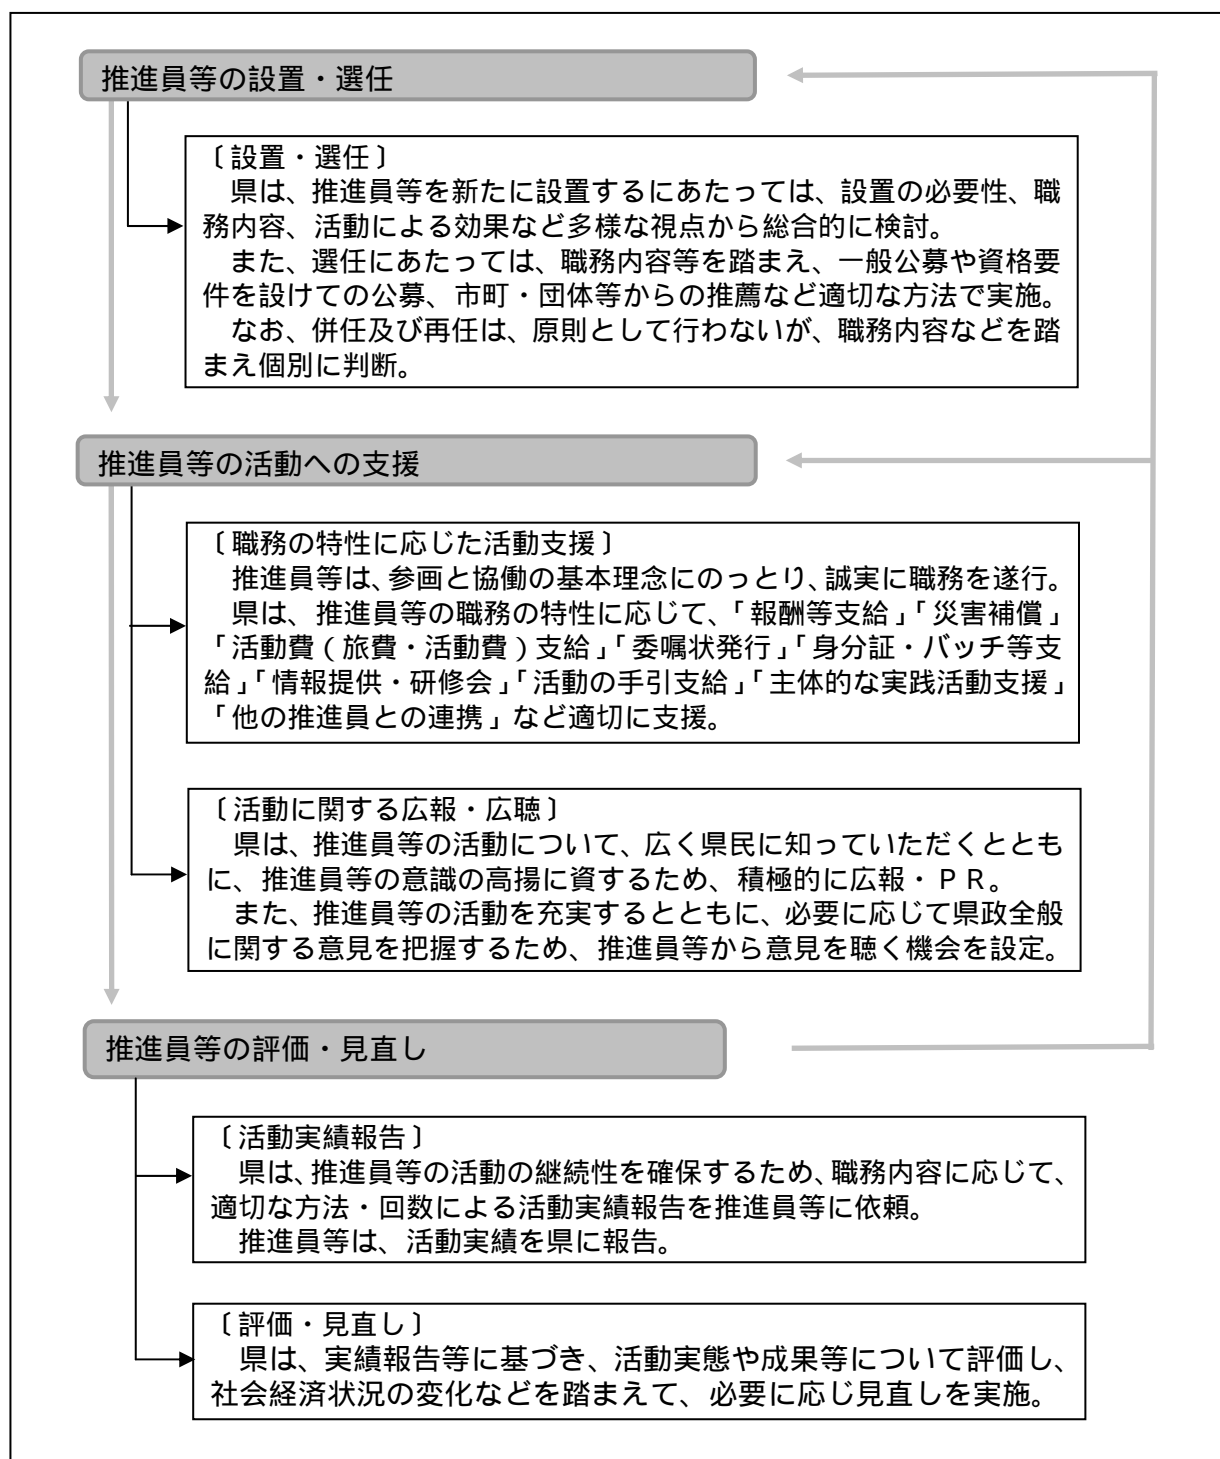 推進員等の設置・選任
〔設置・選任〕
県は、推進員等を新たに設置するにあたっては、設置の必要性、職
務内容、活動による効果など多様な視点から総合的に検討。
また、選任にあたっては、職務内容等を踏まえ、一般公募や資格要
件を設けての公募、市町・団体等からの推薦など適切な方法で実施。
なお、併任及び再任は、原則として行わないが、職務内容などを踏
まえ個別に判断。
推進員等の活動への支援
〔職務の特性に応じた活動支援〕
推進員等は、参画と協働の基本理念にのっとり、誠実に職務を遂行。
県は、推進員等の職務の特性に応じて、「報酬等支給」「災害補償」
「活動費（旅費・活動費）支給」「委嘱状発行」「身分証・バッチ等支
給」「情報提供・研修会」「活動の手引支給」「主体的な実践活動支援」
「他の推進員との連携」など適切に支援。
〔活動に関する広報・広聴〕
県は、推進員等の活動について、広く県民に知っていただくととも
に、推進員等の意識の高揚に資するため、積極的に広報・ＰＲ。
また、推進員等の活動を充実するとともに、必要に応じて県政全般
に関する意見を把握するため、推進員等から意見を聴く機会を設定。
推進員等の評価・見直し
〔活動実績報告〕
県は、推進員等の活動の継続性を確保するため、職務内容に応じて、
適切な方法・回数による活動実績報告を推進員等に依頼。
推進員等は、活動実績を県に報告。
〔評価・見直し〕
県は、実績報告等に基づき、活動実態や成果等について評価し、
社会経済状況の変化などを踏まえて、必要に応じ見直しを実施。